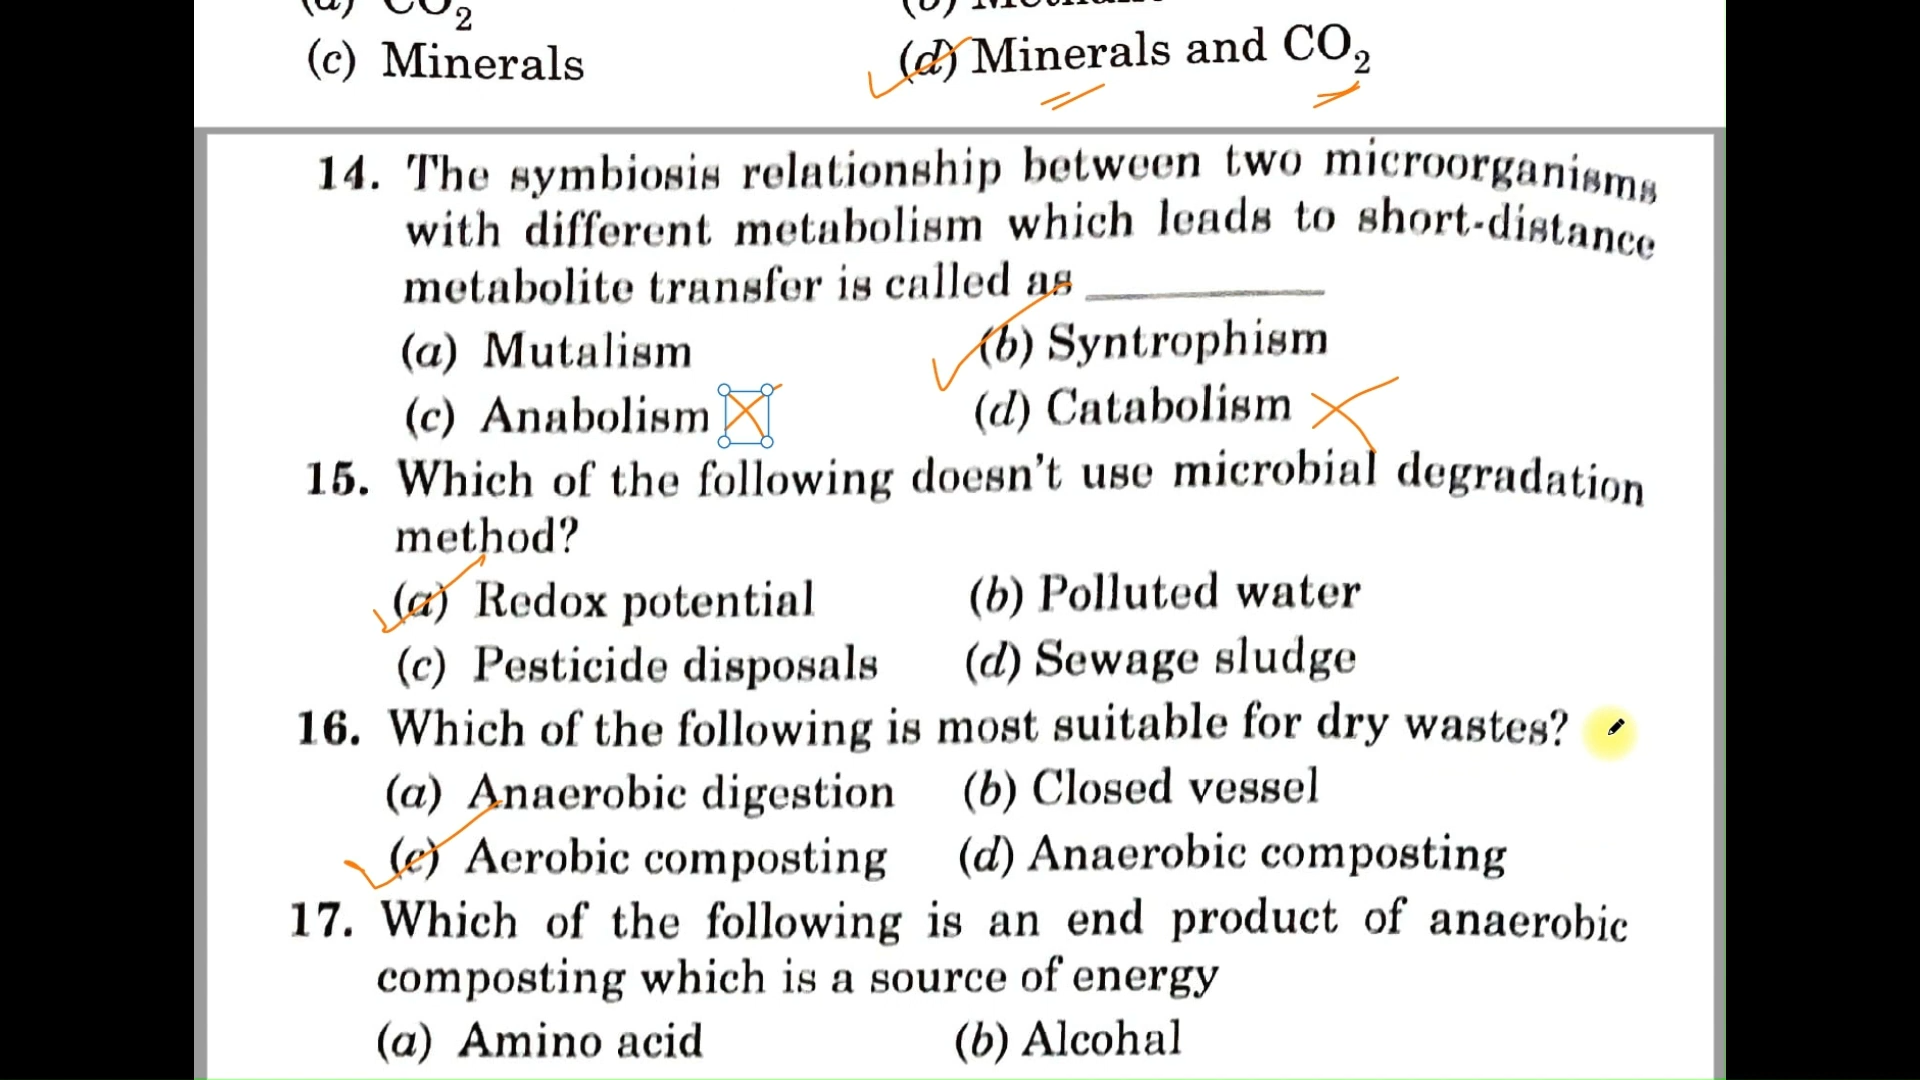 (c) Minerals (d) Minerals and CO₂
14. The symbiosis relationship between two microorganisms
with different metabolism which leads to short-distance
metabolite transfer is called as ____________
(a) Mutalism (b) Syntrophism
(c) Anabolism (d) Catabolism
15. Which of the following doesn't use microbial degradation
method?
(a) Redox potential (b) Polluted water
(c) Pesticide disposals (d) Sewage sludge
16. Which of the following is most suitable for dry wastes?
(a) Anaerobic digestion (b) Closed vessel
(c) Aerobic composting (d) Anaerobic composting
17. Which of the following is an end product of anaerobic
composting which is a source of energy
(a) Amino acid (b) Alcohal